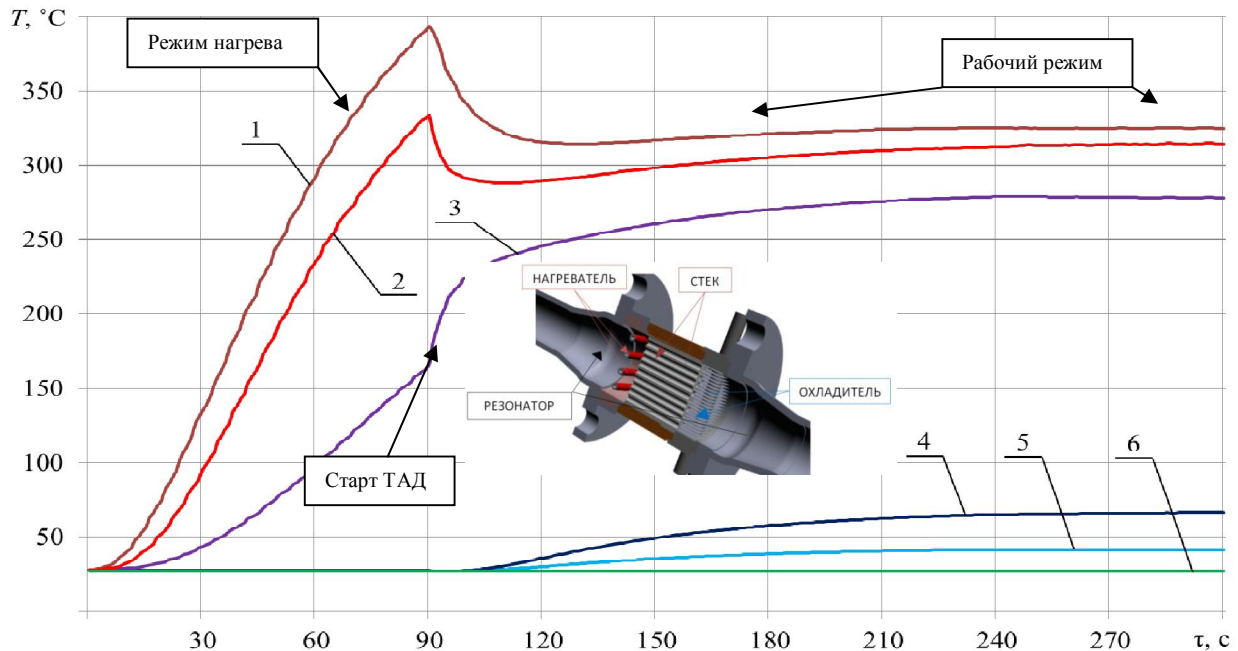 T, ˚C
Режим нагрева
Рабочий режим
350
1
300
3
250
2
НАГРЕВАТЕЛЬ
СТЕК
200
150
ОХЛАДИТЕЛЬ
РЕЗОНАТОР
Старт ТАД
4
5
6
100
50
30
60
90
120
150
180
210
240
270
τ, с